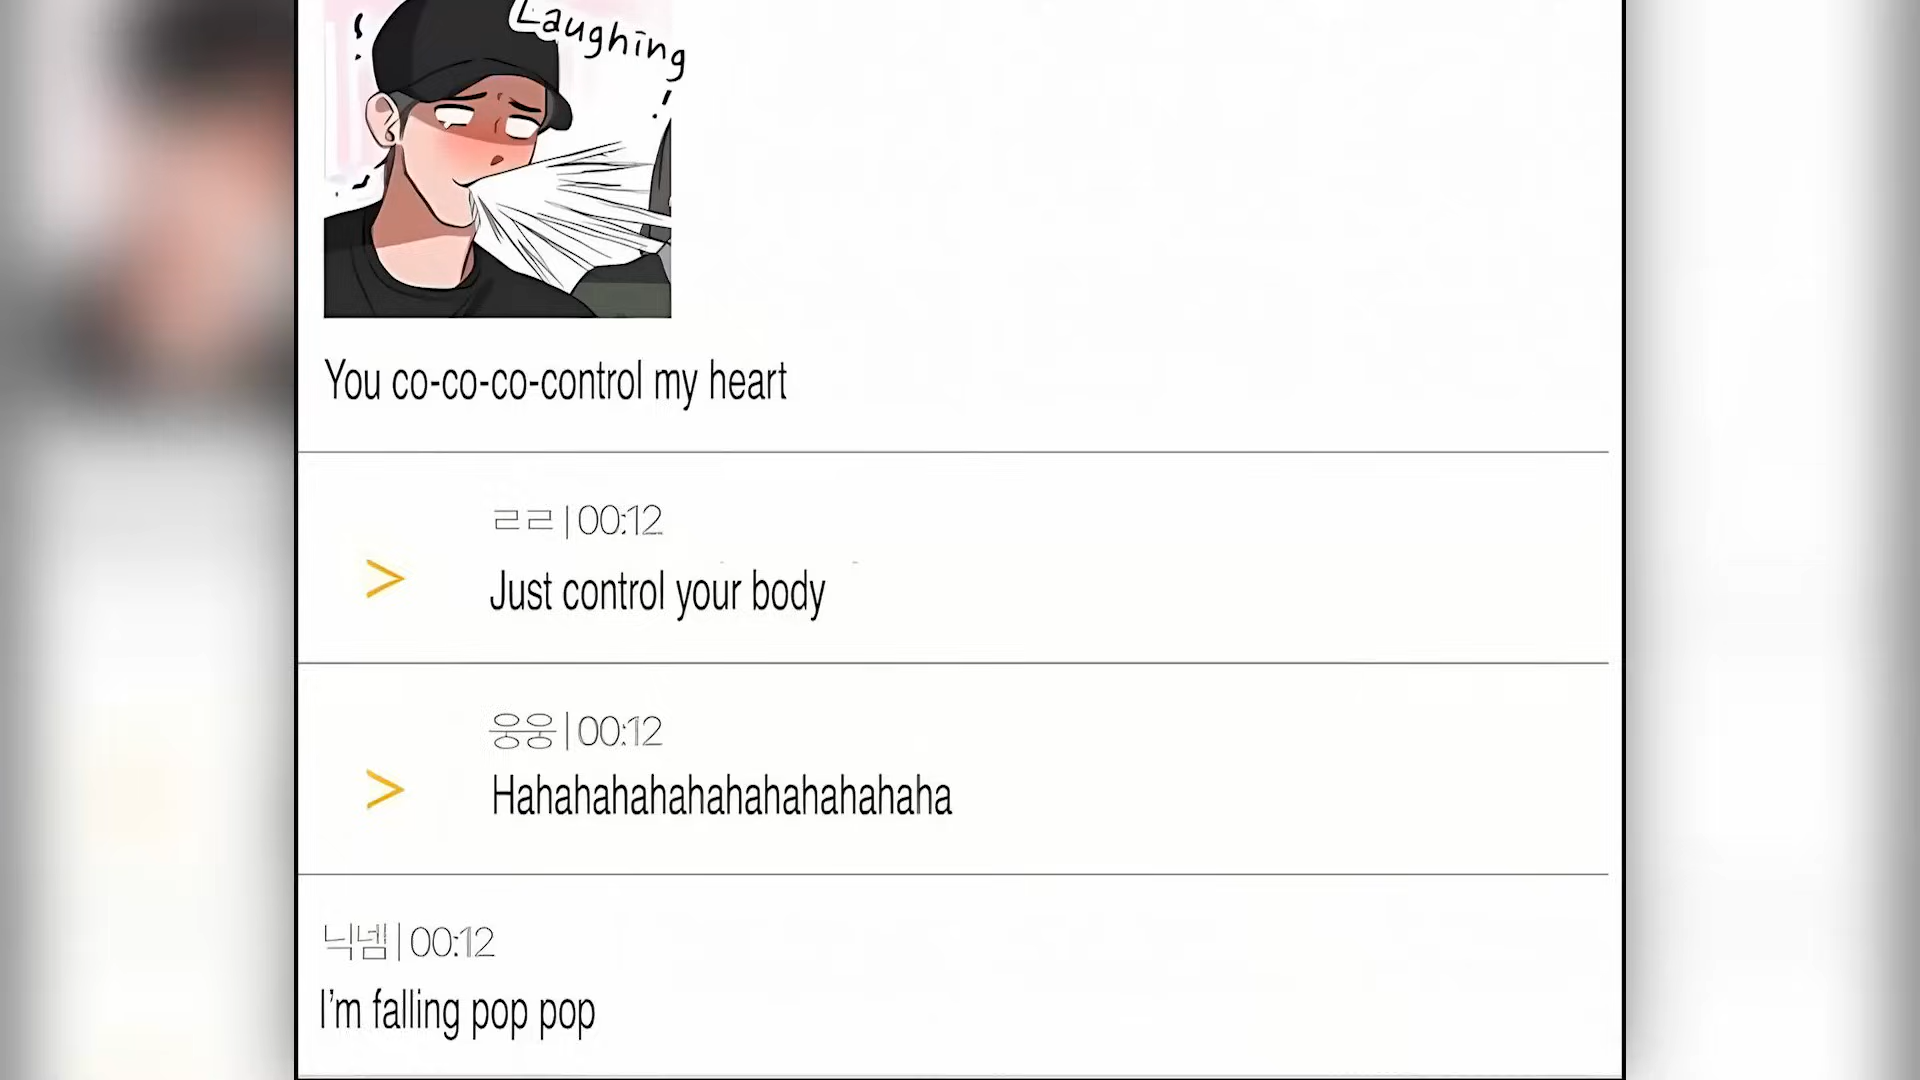 Laughing
You co-co-co-control my heart
ㄹㄹ|00:12
> Just control your body
웅웅|00:12
> Hahahahahahahahahahahaha
닉넴|00:12
I'm falling pop pop